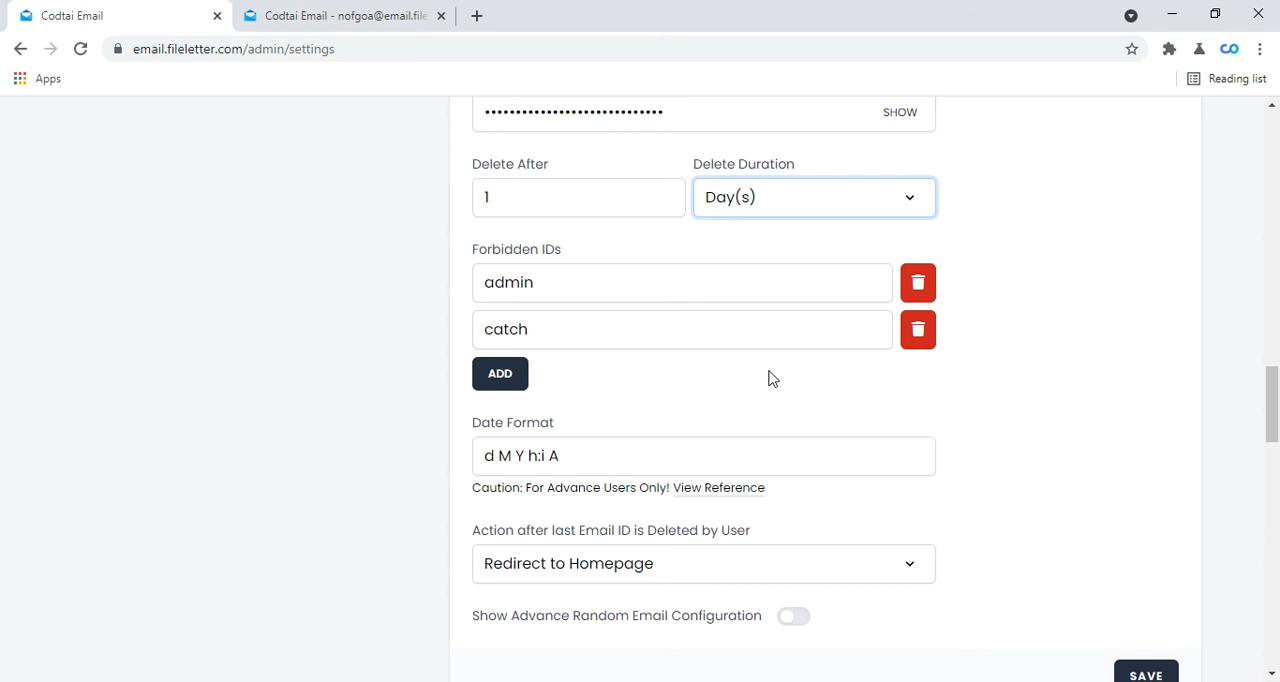 Codtai Email
Codtai Email - nofgoa@email.file
email.fileletter.com/admin/settings
Apps
Reading list
•••••••••••••••••••••••••••••
SHOW
Delete After
Delete Duration
1
Day(s)
Forbidden IDs
admin
catch
ADD
Date Format
d M Y h:i A
Caution: For Advance Users Only! View Reference
Action after last Email ID is Deleted by User
Redirect to Homepage
Show Advance Random Email Configuration
SAVE